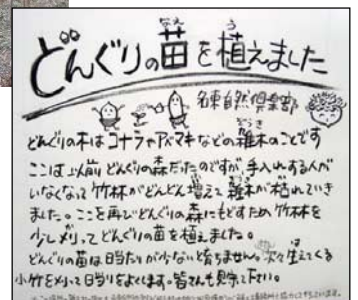 どんぐりの苗を植えました
名東自然倶楽部
どんぐりの木はコナラやアベマキなどの雑木のことです
ここは以前どんぐりの森だったのですが、手入れする人が
いなくなって竹林がどんどん増えて雑木が枯れていき
ました。ここを再びどんぐりの森にもどすため竹林を
少しメリってどんぐりの苗を植えました。
どんぐりの苗は日当たりが少ないと育ちません。次々生えてくる
小竹をメリって日当りをよくします。皆さんも見守て下さい。